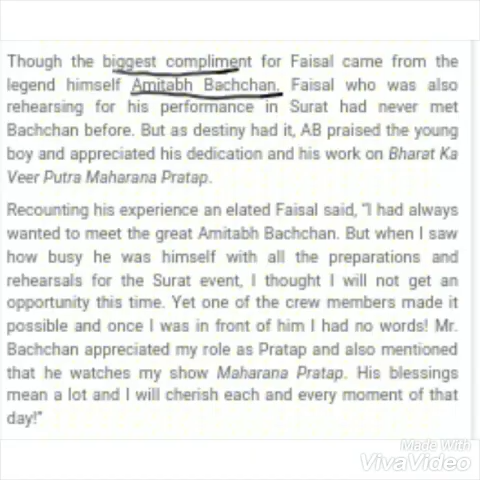 Though the biggest compliment for Faisal came from the
legend himself Amitabh Bachchan. Faisal who was also
rehearsing for his performance in Surat had never met
Bachchan before. But as destiny had it, AB praised the young
boy and appreciated his dedication and his work on Bharat Ka
Veer Putra Maharana Pratap.
Recounting his experience an elated Faisal said, "I had always
wanted to meet the great Amitabh Bachchan. But when I saw
how busy he was himself with all the preparations and
rehearsals for the Surat event, I thought I will not get an
opportunity this time. Yet one of the crew members made it
possible and once I was in front of him I had no words! Mr.
Bachchan appreciated my role as Pratap and also mentioned
that he watches my show Maharana Pratap. His blessings
mean a lot and I will cherish each and every moment of that
day!"
Made With
VivaVideo